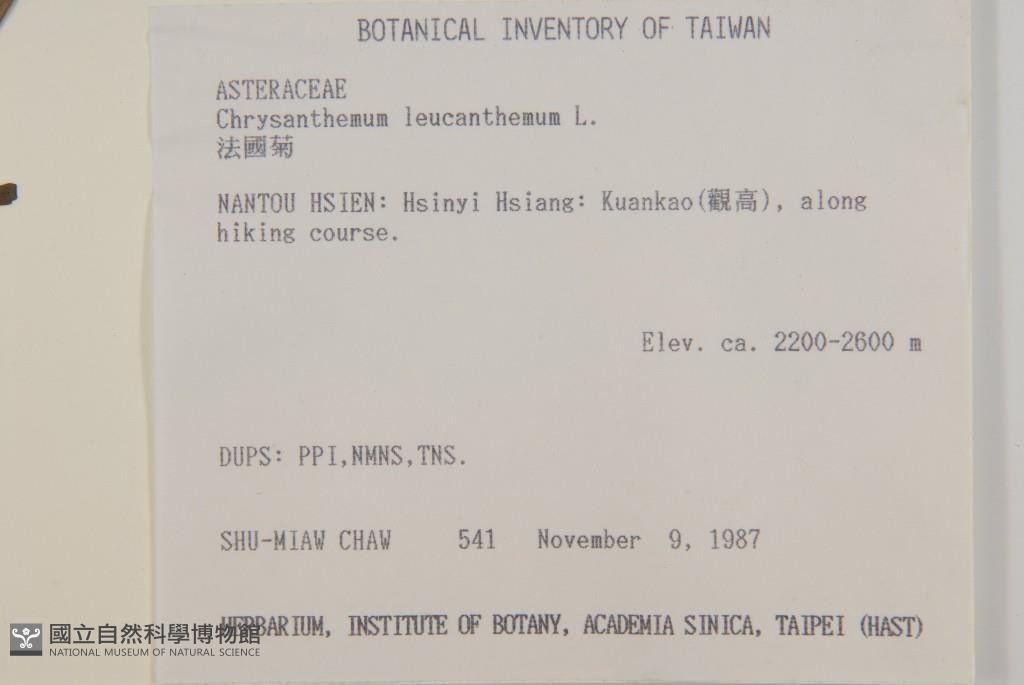 BOTANICAL INVENTORY OF TAIWAN
ASTERACEAE
Chrysanthemum leucanthemum L.
法國菊
NANTOU HSIEN: Hsinyi Hsiang: Kuankao(觀高), along
hiking course.
Elev. ca. 2200-2600 m
DUPS: PPI,NMNS,TNS.
SHU-MIAW CHAW 541 November 9, 1987
HERBARIUM, INSTITUTE OF BOTANY, ACADEMIA SINICA, TAIPEI (HAST)
國立自然科學博物館
NATIONAL MUSEUM OF NATURAL SCIENCE